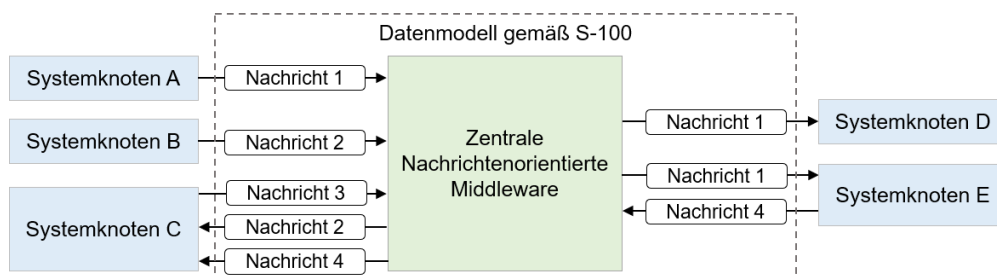 Datenmodell gemäß S-100
Systemknoten A
Nachricht 1
Systemknoten B
Nachricht 2
Systemknoten C
Nachricht 3
Nachricht 2
Nachricht 4
Zentrale
Nachrichtenorientierte
Middleware
Nachricht 1
Systemknoten D
Nachricht 1
Nachricht 4
Systemknoten E